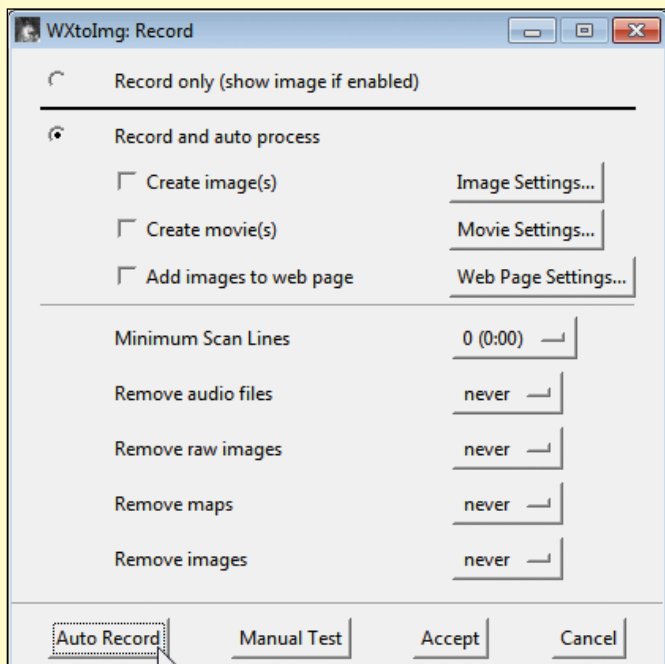 WXtoImg: Record
Record only (show image if enabled)
Record and auto process
Create image(s) Image Settings...
Create movie(s) Movie Settings...
Add images to web page Web Page Settings...
Minimum Scan Lines 0 (0:00)
Remove audio files never
Remove raw images never
Remove maps never
Remove images never
Auto Record Manual Test Accept Cancel